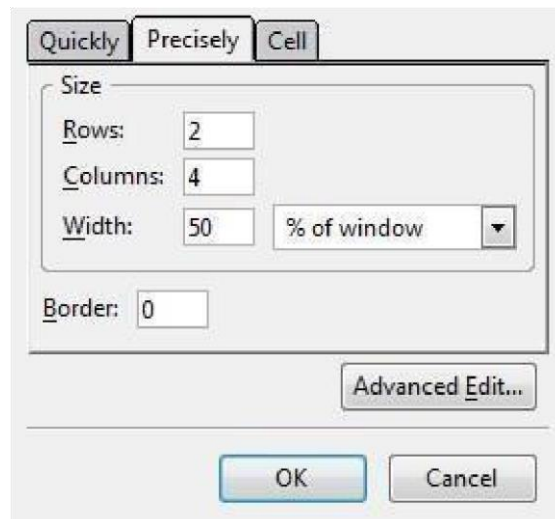 Quickly Precisely Cell
Size
Rows: 2
Columns: 4
Width: 50 % of window
Border: 0
Advanced Edit...
OK Cancel